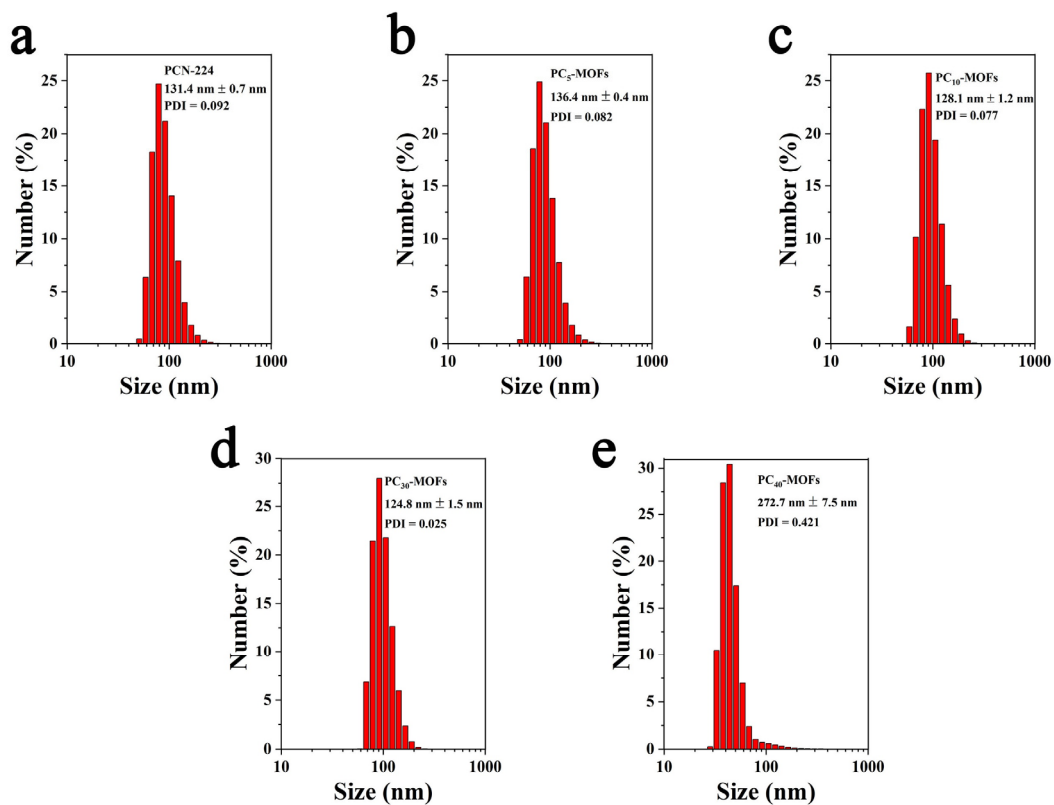 a
PCN-224
131.4 nm ± 0.7 nm
PDI = 0.092
Number (%)
25
20
15
10
5
0
10
100
1000
Size (nm)
b
PC₅-MOFs
136.4 nm ± 0.4 nm
PDI = 0.082
Number (%)
25
20
15
10
5
0
10
100
1000
Size (nm)
c
PC₁₀-MOFs
128.1 nm ± 1.2 nm
PDI = 0.077
Number (%)
25
20
15
10
5
0
10
100
1000
Size (nm)
d
PC₃₀-MOFs
124.8 nm ± 1.5 nm
PDI = 0.025
Number (%)
30
25
20
15
10
5
0
10
100
1000
Size (nm)
e
PC₄₀-MOFs
272.7 nm ± 7.5 nm
PDI = 0.421
Number (%)
30
25
20
15
10
5
0
10
100
1000
Size (nm)